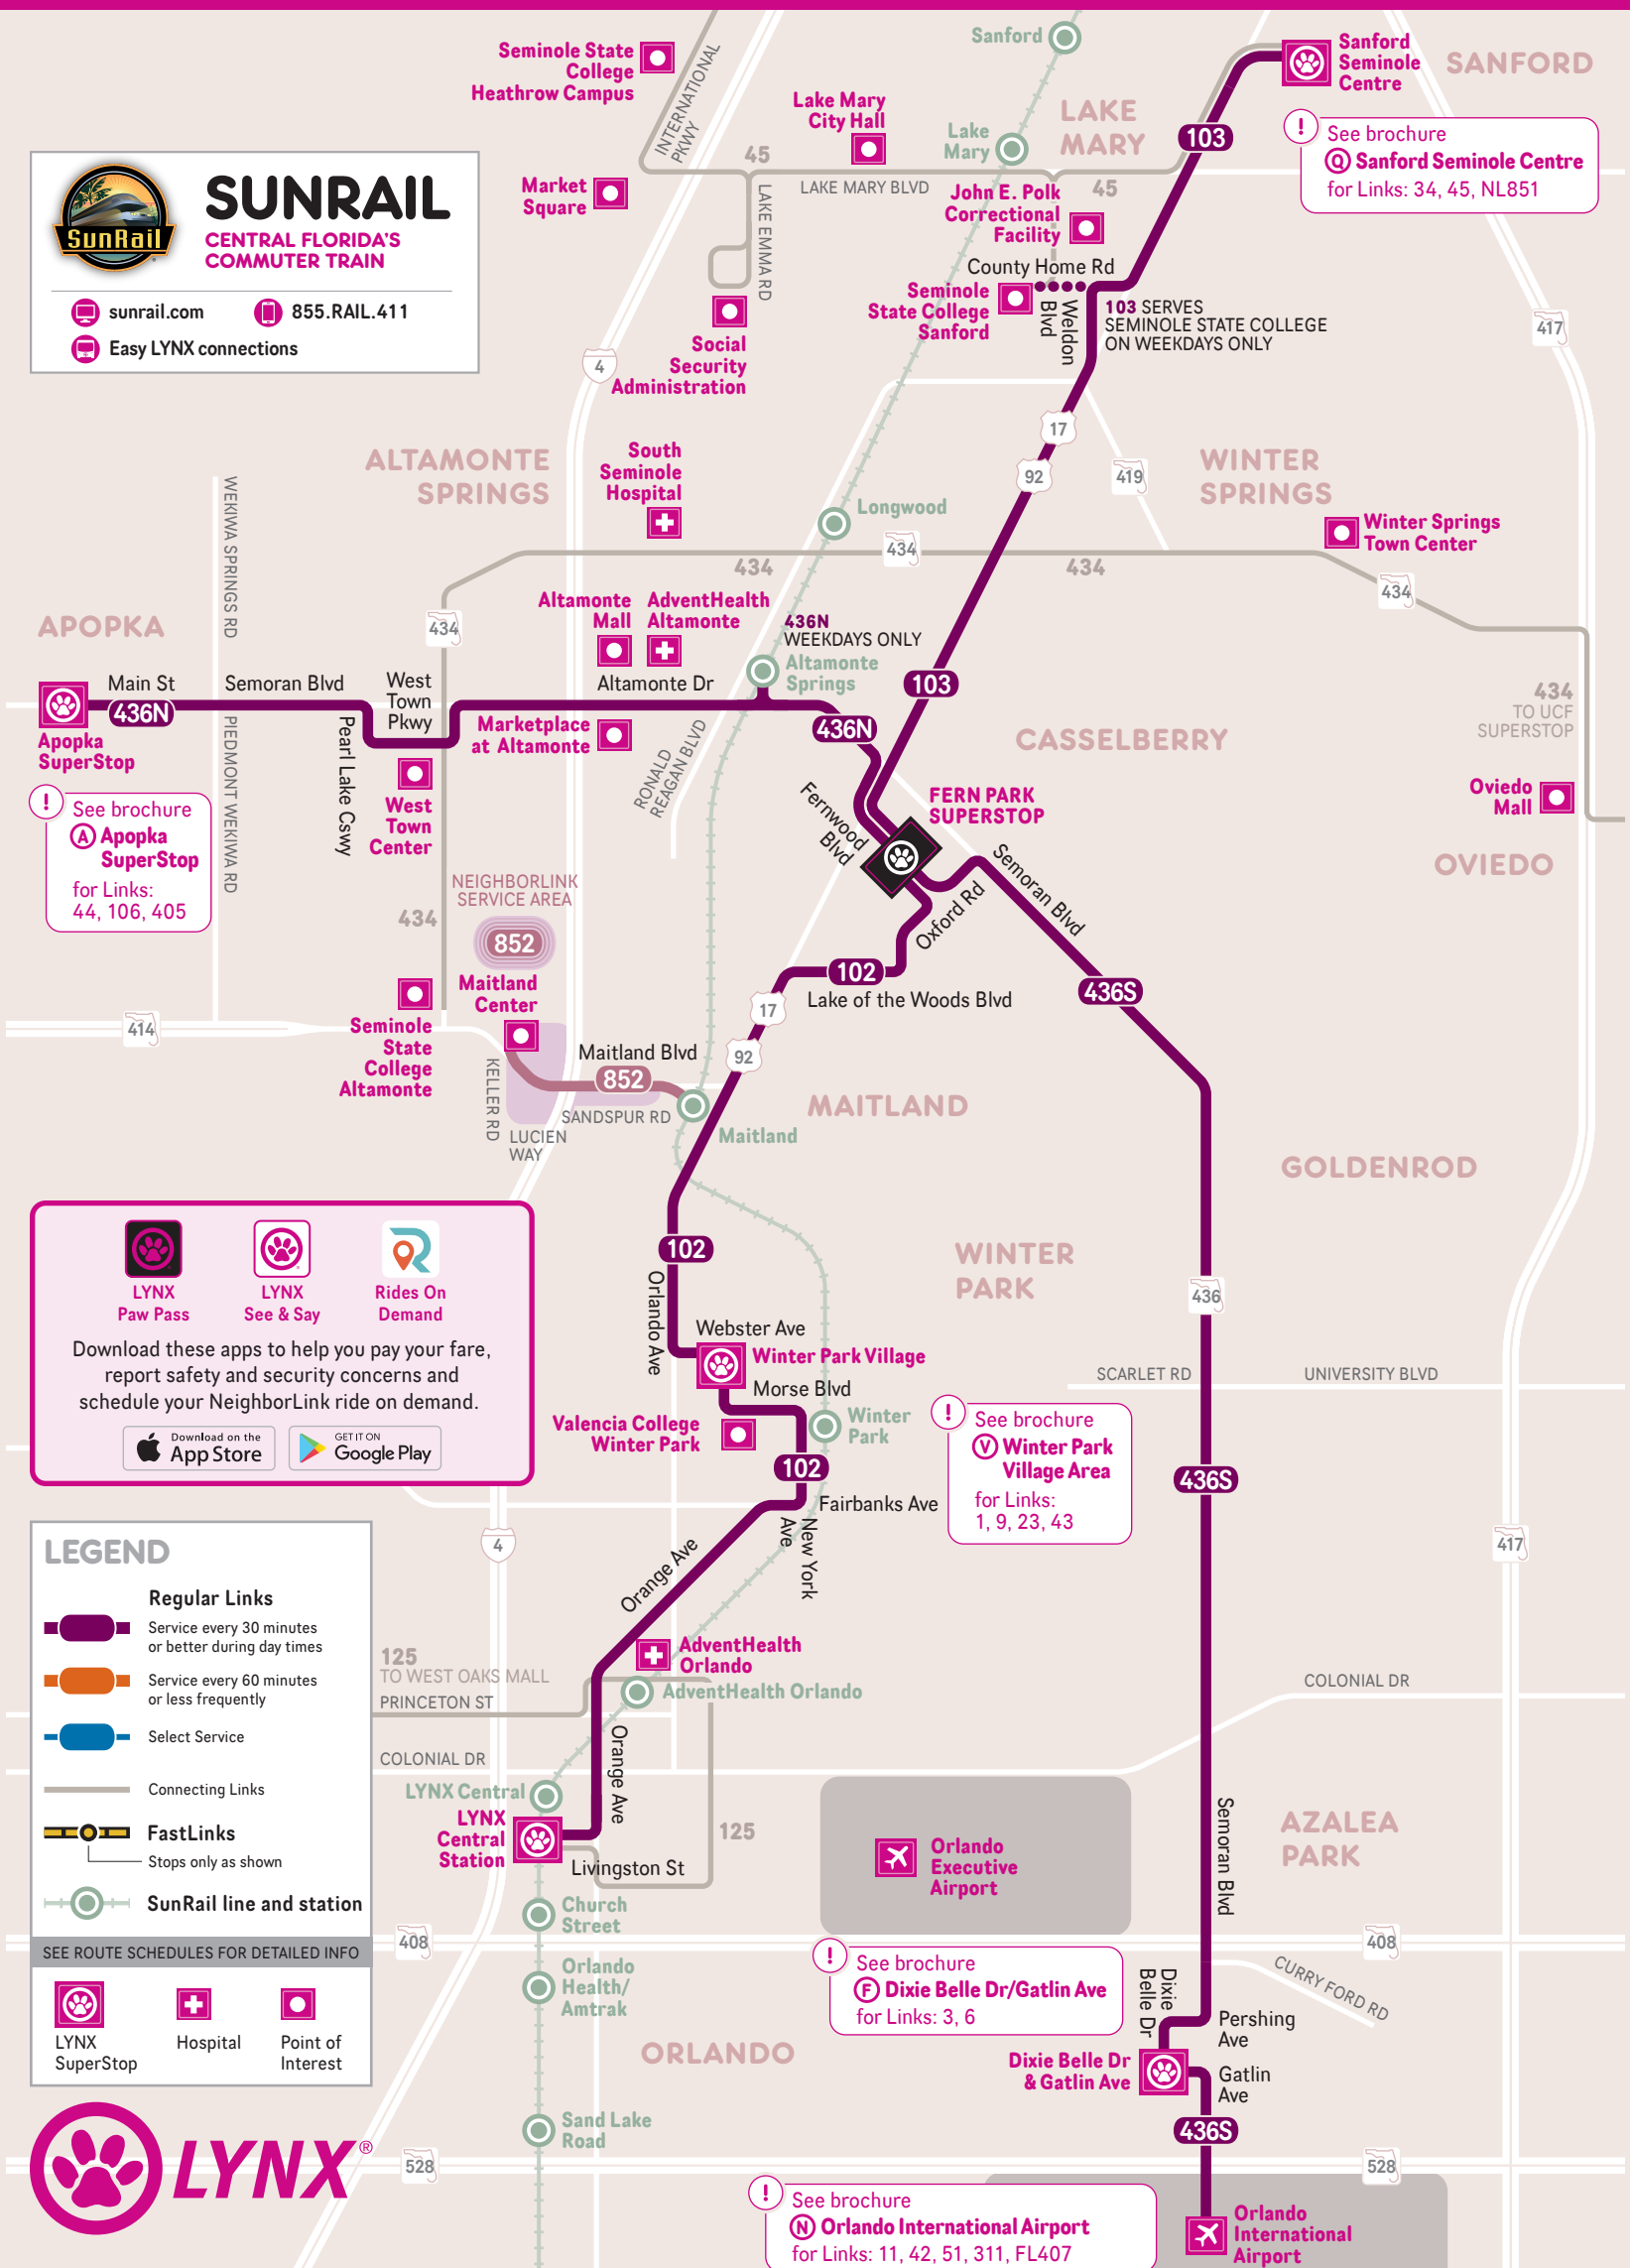 Seminole State
College
Heathrow Campus
INTERNATIONAL
PKWY
Sanford
Sanford
Seminole
Centre
SANFORD
Lake Mary
City Hall
LAKE
MARY
Lake
Mary
103
!
See brochure
Q Sanford Seminole Centre
for Links: 34, 45, NL851
SunRail
SUNRAIL
CENTRAL FLORIDA'S
COMMUTER TRAIN
sunrail.com
855.RAIL.411
Easy LYNX connections
45
Market
Square
LAKE MARY BLVD
45
LAKE EMMA RD
John E. Polk
Correctional
Facility
County Home Rd
Seminole
State College
Sanford
Weldon
Blvd
103 SERVES
SEMINOLE STATE COLLEGE
ON WEEKDAYS ONLY
417
Social
Security
Administration
4
17
92
419
ALTAMONTE
SPRINGS
South
Seminole
Hospital
WINTER
SPRINGS
Longwood
Winter Springs
Town Center
434
434
434
434
WEKIWA SPRINGS RD
APOPKA
434
Altamonte
Mall
AdventHealth
Altamonte
436N
WEEKDAYS ONLY
Altamonte
Springs
103
Main St
436N
Semoran Blvd
West
Town
Pkwy
Altamonte Dr
434
TO UCF
SUPERSTOP
Apopka
SuperStop
PIEDMONT WEKIWA RD
Pearl Lake Cswy
Marketplace
at Altamonte
RONALD
REAGAN BLVD
436N
CASSELBERRY
!
See brochure
A Apopka
SuperStop
for Links:
44, 106, 405
West
Town
Center
Fernwood
Blvd
FERN PARK
SUPERSTOP
Oviedo
Mall
OVIEDO
Semoran Blvd
Oxford Rd
NEIGHBORLINK
SERVICE AREA
434
852
102
436S
Lake of the Woods Blvd
Maitland
Center
17
414
Seminole
State
College
Altamonte
Maitland Blvd
92
852
KELLER RD
SANDSPUR RD
LUCIEN
WAY
Maitland
MAITLAND
GOLDENROD
LYNX
Paw Pass
LYNX
See & Say
Rides On
Demand
Download these apps to help you pay your fare,
report safety and security concerns and
schedule your NeighborLink ride on demand.
Download on the
App Store
GET IT ON
Google Play
102
WINTER
PARK
Orlando Ave
436
Webster Ave
Winter Park Village
Morse Blvd
SCARLET RD
UNIVERSITY BLVD
Valencia College
Winter Park
Winter
Park
!
See brochure
V Winter Park
Village Area
for Links:
1, 9, 23, 43
102
436S
Fairbanks Ave
New York
Ave
Orange Ave
4
417
LEGEND
Regular Links
Service every 30 minutes
or better during day times
Service every 60 minutes
or less frequently
Select Service
Connecting Links
FastLinks
Stops only as shown
SunRail line and station
SEE ROUTE SCHEDULES FOR DETAILED INFO
LYNX
SuperStop
Hospital
Point of
Interest
125
TO WEST OAKS MALL
PRINCETON ST
AdventHealth
Orlando
AdventHealth Orlando
COLONIAL DR
COLONIAL DR
Orange Ave
LYNX Central
LYNX
Central
Station
125
Livingston St
Semoran Blvd
AZALEA
PARK
Orlando
Executive
Airport
Church
Street
408
408
Orlando
Health/
Amtrak
!
See brochure
F Dixie Belle Dr/Gatlin Ave
for Links: 3, 6
CURRY FORD RD
Dixie
Belle Dr
Pershing
Ave
ORLANDO
Dixie Belle Dr
& Gatlin Ave
Gatlin
Ave
Sand Lake
Road
436S
LYNX®
528
528
!
See brochure
N Orlando International Airport
for Links: 11, 42, 51, 311, FL407
Orlando
International
Airport